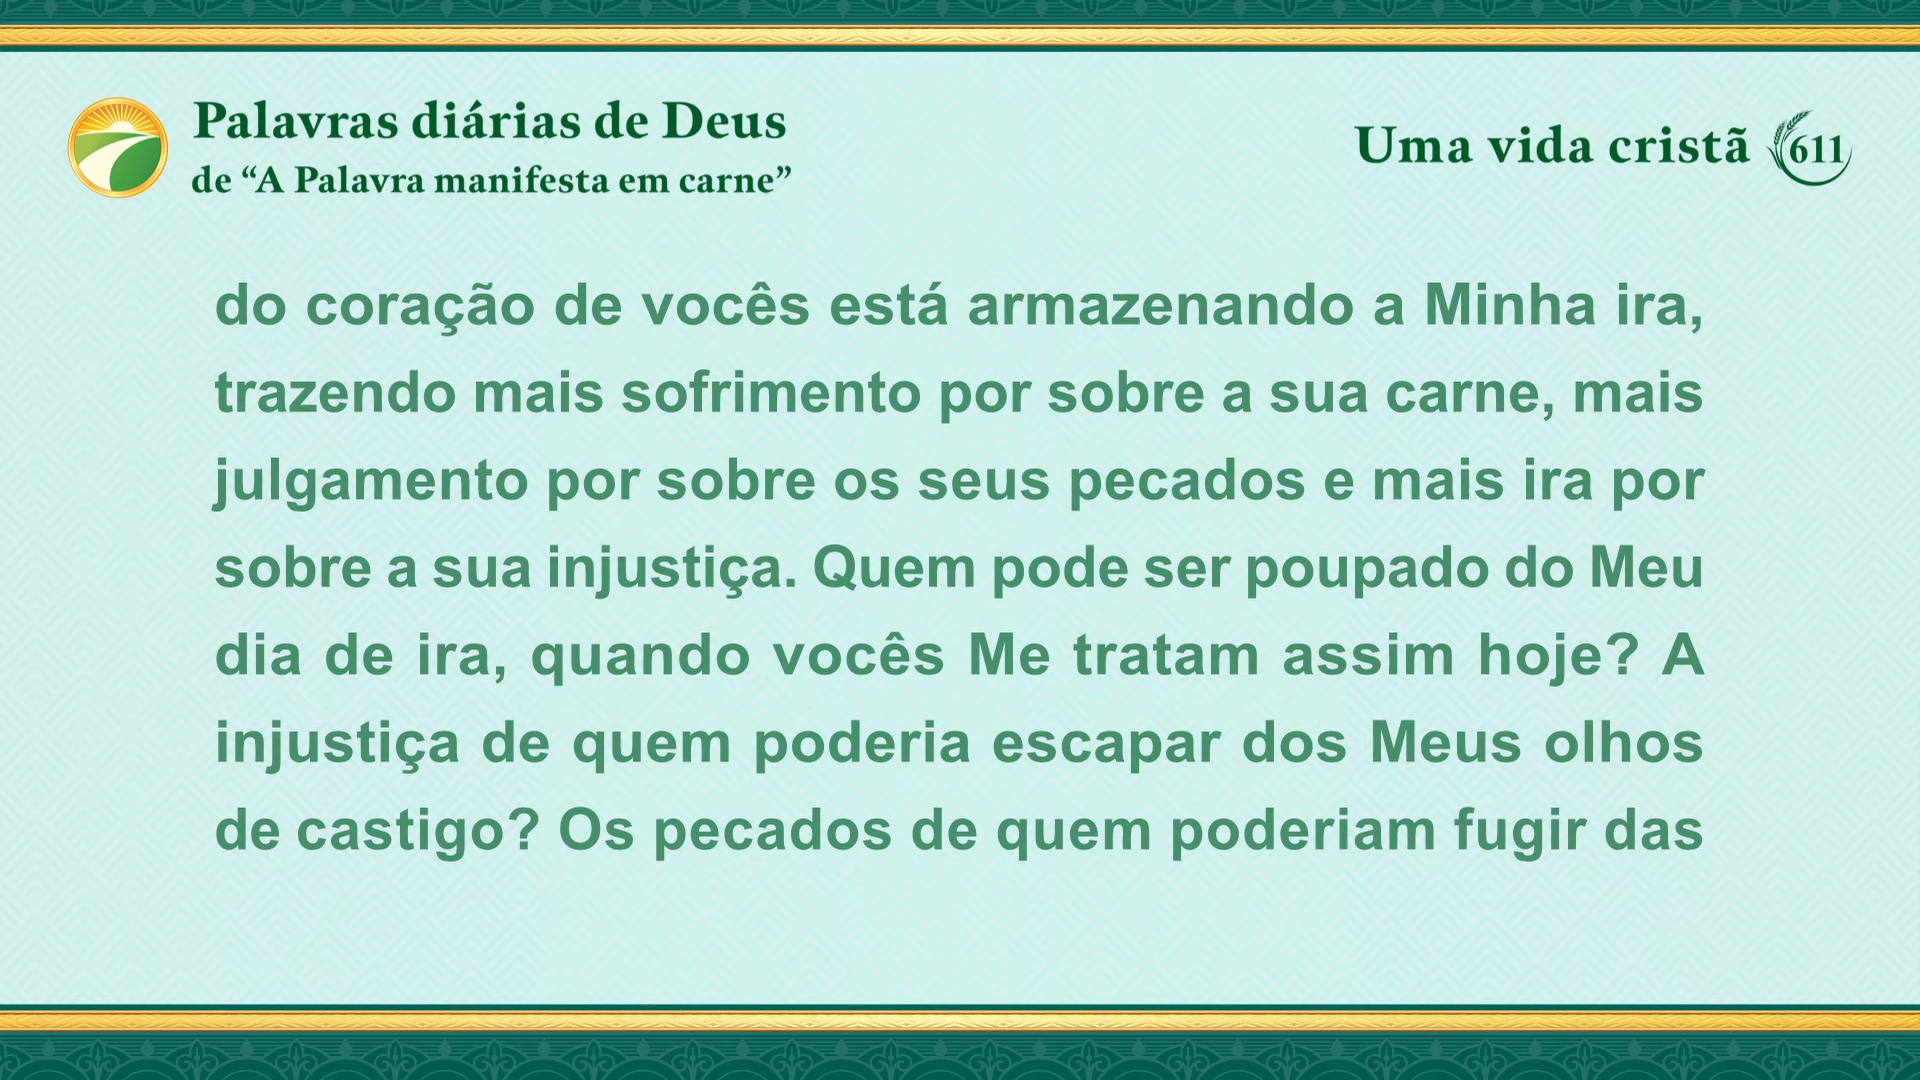 Palavras diárias de Deus
de “A Palavra manifesta em carne”
Uma vida cristã 611
do coração de vocês está armazenando a Minha ira,
trazendo mais sofrimento por sobre a sua carne, mais
julgamento por sobre os seus pecados e mais ira por
sobre a sua injustiça. Quem pode ser poupado do Meu
dia de ira, quando vocês Me tratam assim hoje? A
injustiça de quem poderia escapar dos Meus olhos
de castigo? Os pecados de quem poderiam fugir das